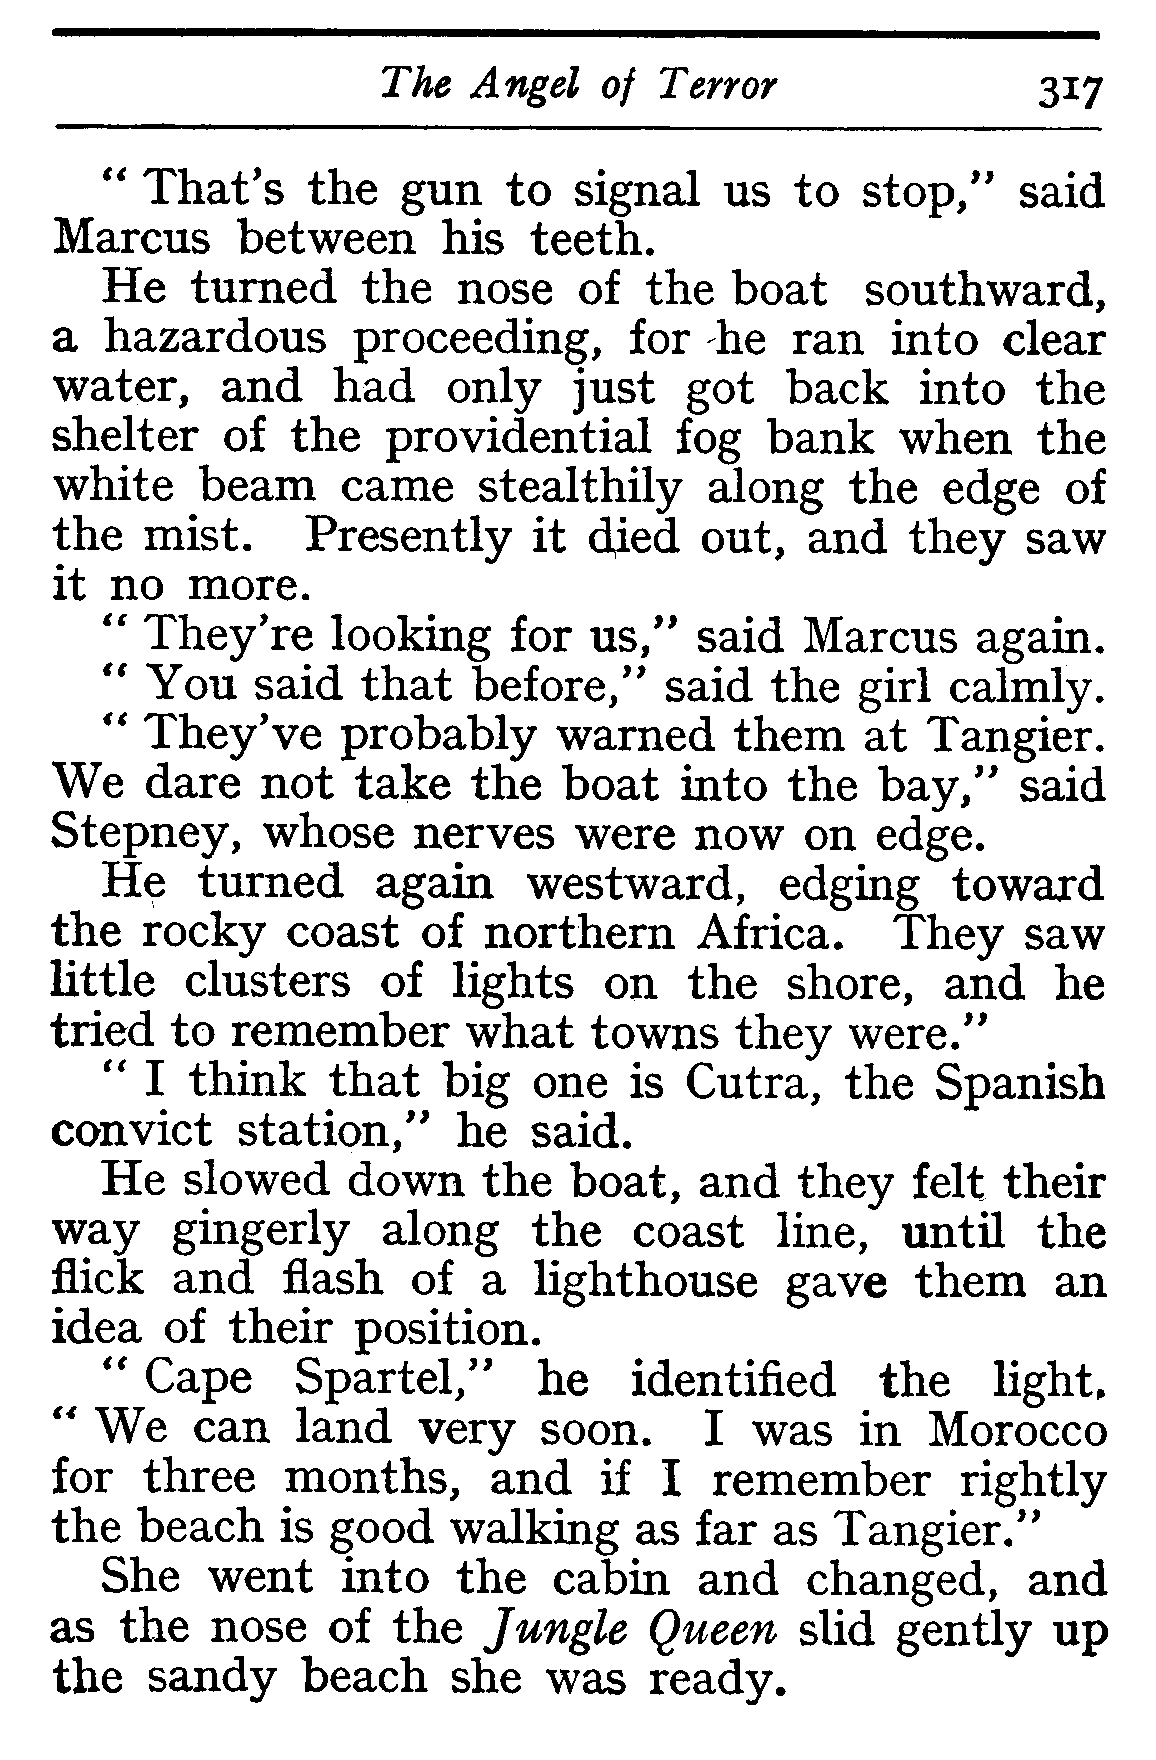 The Angel of Terror 317
“ That's the gun to signal us to stop,” said
Marcus between his teeth.
He turned the nose of the boat southward,
a hazardous proceeding, for he ran into clear
water, and had only just got back into the
shelter of the providential fog bank when the
white beam came stealthily along the edge of
the mist. Presently it died out, and they saw
it no more.
“ They're looking for us,” said Marcus again.
“ You said that before,” said the girl calmly.
“ They've probably warned them at Tangier.
We dare not take the boat into the bay,” said
Stepney, whose nerves were now on edge.
He turned again westward, edging toward
the rocky coast of northern Africa. They saw
little clusters of lights on the shore, and he
tried to remember what towns they were.”
“ I think that big one is Cutra, the Spanish
convict station,” he said.
He slowed down the boat, and they felt their
way gingerly along the coast line, until the
flick and flash of a lighthouse gave them an
idea of their position.
“ Cape Spartel,” he identified the light.
“ We can land very soon. I was in Morocco
for three months, and if I remember rightly
the beach is good walking as far as Tangier.”
She went into the cabin and changed, and
as the nose of the Jungle Queen slid gently up
the sandy beach she was ready.